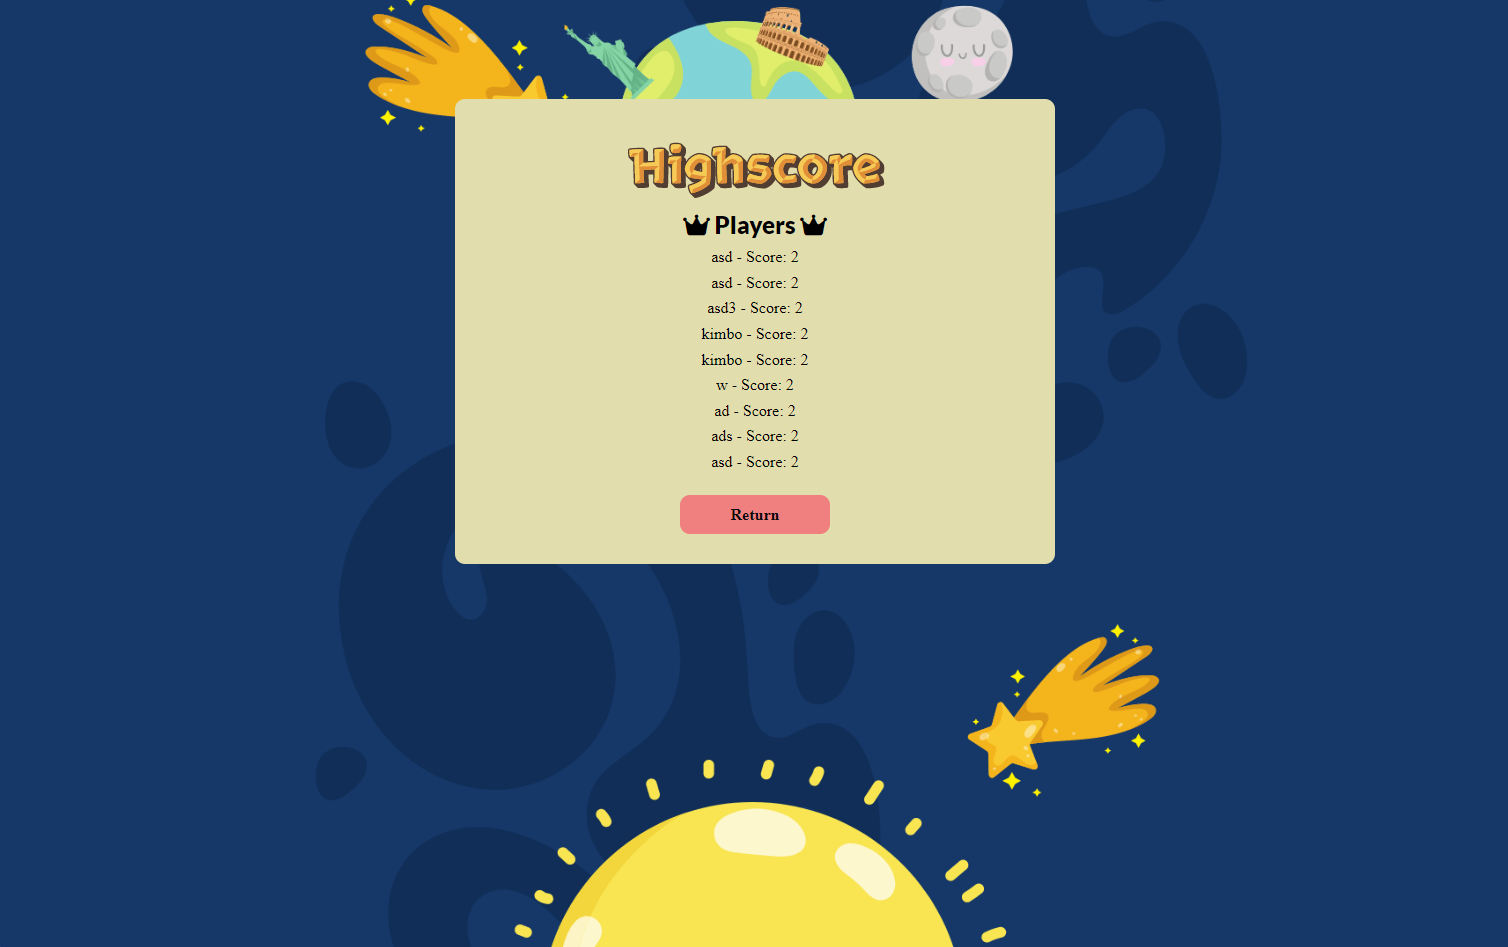 Highscore
Players
asd - Score: 2
asd - Score: 2
asd3 - Score: 2
kimbo - Score: 2
kimbo - Score: 2
w - Score: 2
ad - Score: 2
ads - Score: 2
asd - Score: 2
Return